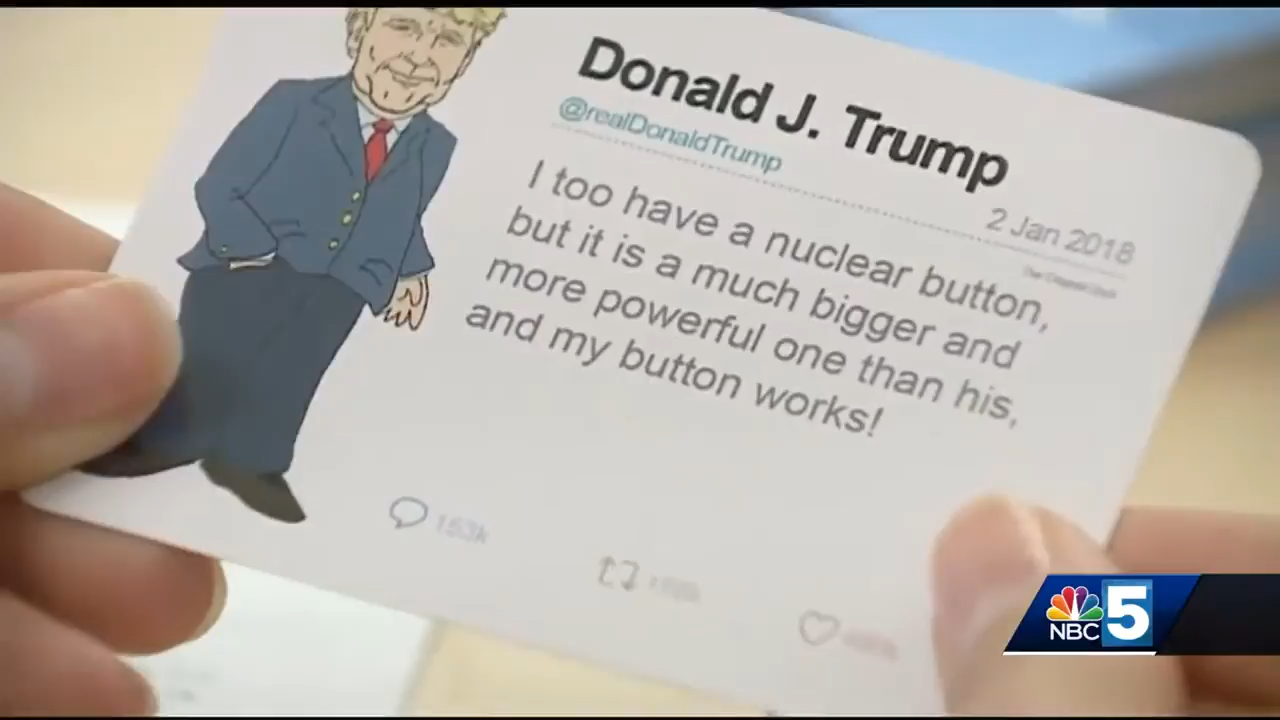 Donald J. Trump
@realDonaldTrump
2 Jan 2018
I too have a nuclear button,
but it is a much bigger and
more powerful one than his,
and my button works!
153k
NBC 5